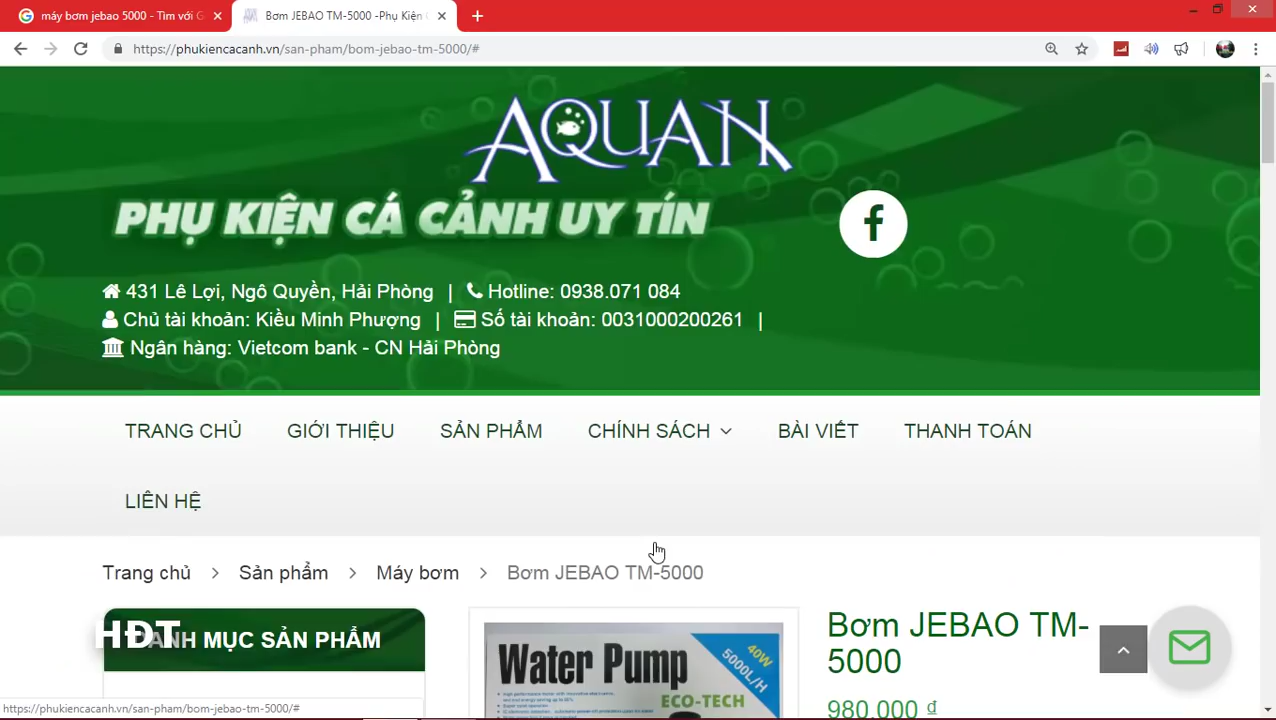 máy bơm jebao 5000 - Tìm với G
Bơm JEBAO TM-5000 -Phụ Kiện
https://phukiencacanh.vn/san-pham/bom-jebao-tm-5000/#
AQUAN
PHỤ KIỆN CÁ CẢNH UY TÍN
431 Lê Lợi, Ngô Quyền, Hải Phòng | Hotline: 0938.071 084
Chủ tài khoản: Kiều Minh Phượng | Số tài khoản: 0031000200261 |
Ngân hàng: Vietcom bank - CN Hải Phòng
TRANG CHỦ GIỚI THIỆU SẢN PHẨM CHÍNH SÁCH BÀI VIẾT THANH TOÁN
LIÊN HỆ
Trang chủ > Sản phẩm > Máy bơm > Bơm JEBAO TM-5000
HĐT
ANH MỤC SẢN PHẨM
Water Pump
40W
5000L/H
ECO-TECH
Bơm JEBAO TM-
5000
980.000 ₫
https://phukiencacanh.vn/san-pham/bom-jebao-tm-5000/#